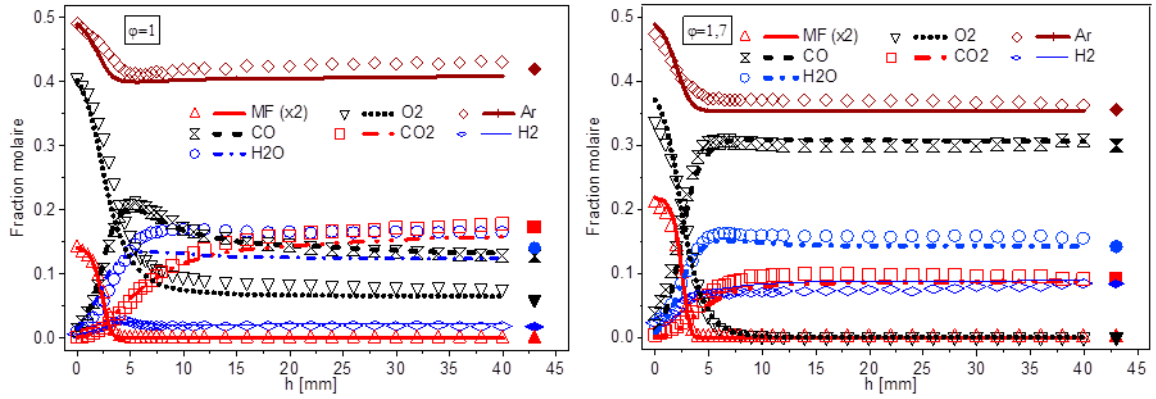 φ=1
MF (x2) O2 Ar
CO CO2 H2
H2O
Fraction molaire
0.5
0.4
0.3
0.2
0.1
0.0
0 5 10 15 20 25 30 35 40 45
h [mm]
φ=1,7
MF (x2) O2 Ar
CO CO2 H2
H2O
Fraction molaire
0.5
0.4
0.3
0.2
0.1
0.0
0 5 10 15 20 25 30 35 40 45
h [mm]